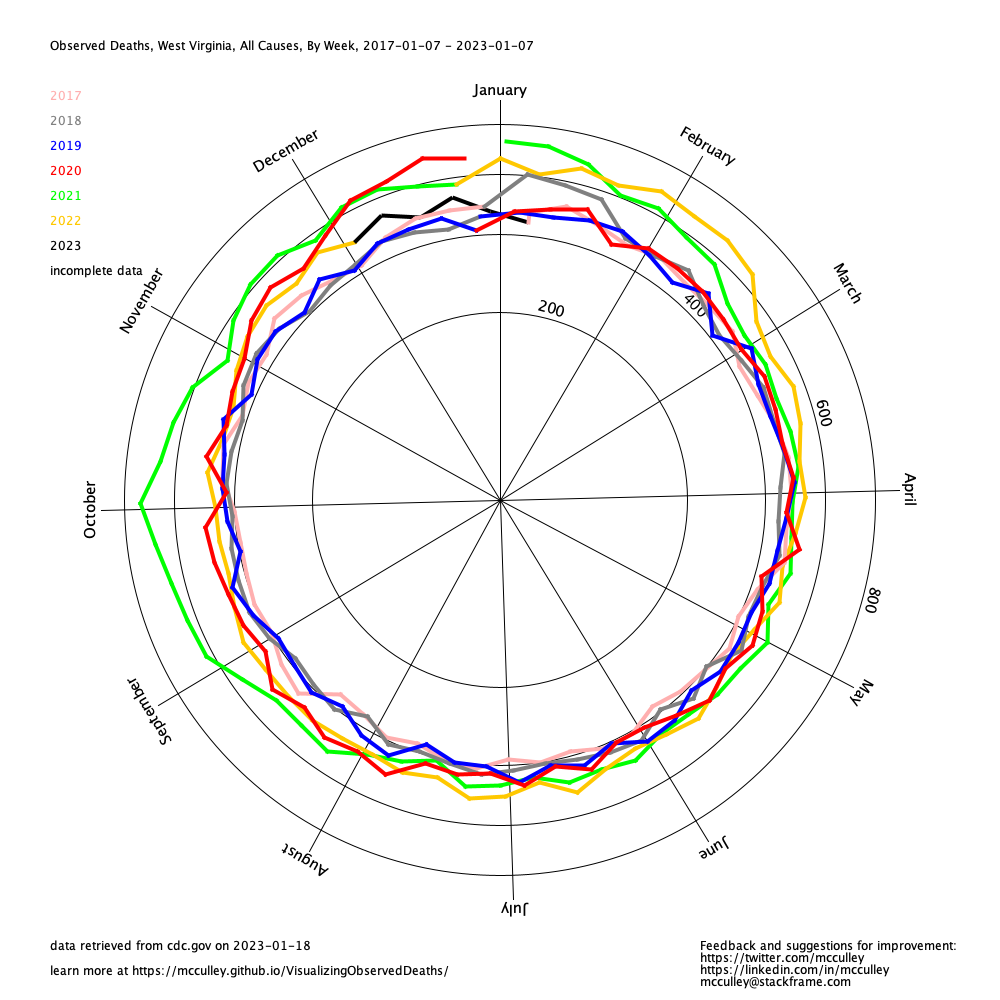 Observed Deaths, West Virginia, All Causes, By Week, 2017-01-07 - 2023-01-07
2017
2018
2019
2020
2021
2022
2023
incomplete data
January
February
March
April
May
June
July
August
September
October
November
December
200
400
600
800
data retrieved from cdc.gov on 2023-01-18
learn more at https://mcculley.github.io/VisualizingObservedDeaths/
Feedback and suggestions for improvement:
https://twitter.com/mcculley
https://linkedin.com/in/mcculley
mcculley@stackframe.com